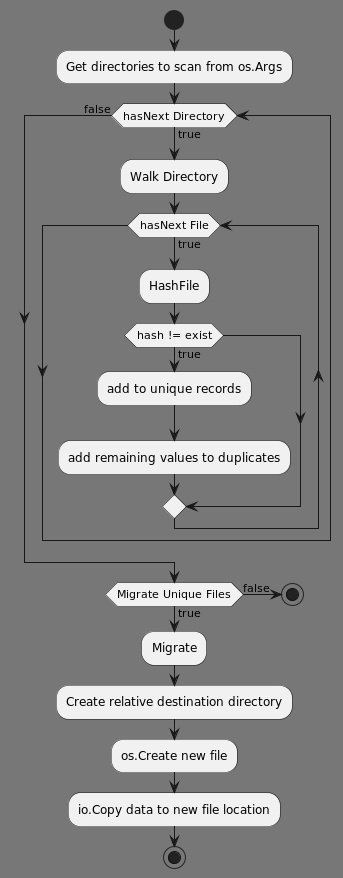 Get directories to scan from os.Args
false
hasNext Directory
true
Walk Directory
hasNext File
true
HashFile
hash != exist
true
add to unique records
add remaining values to duplicates
Migrate Unique Files
false
true
Migrate
Create relative destination directory
os.Create new file
io.Copy data to new file location